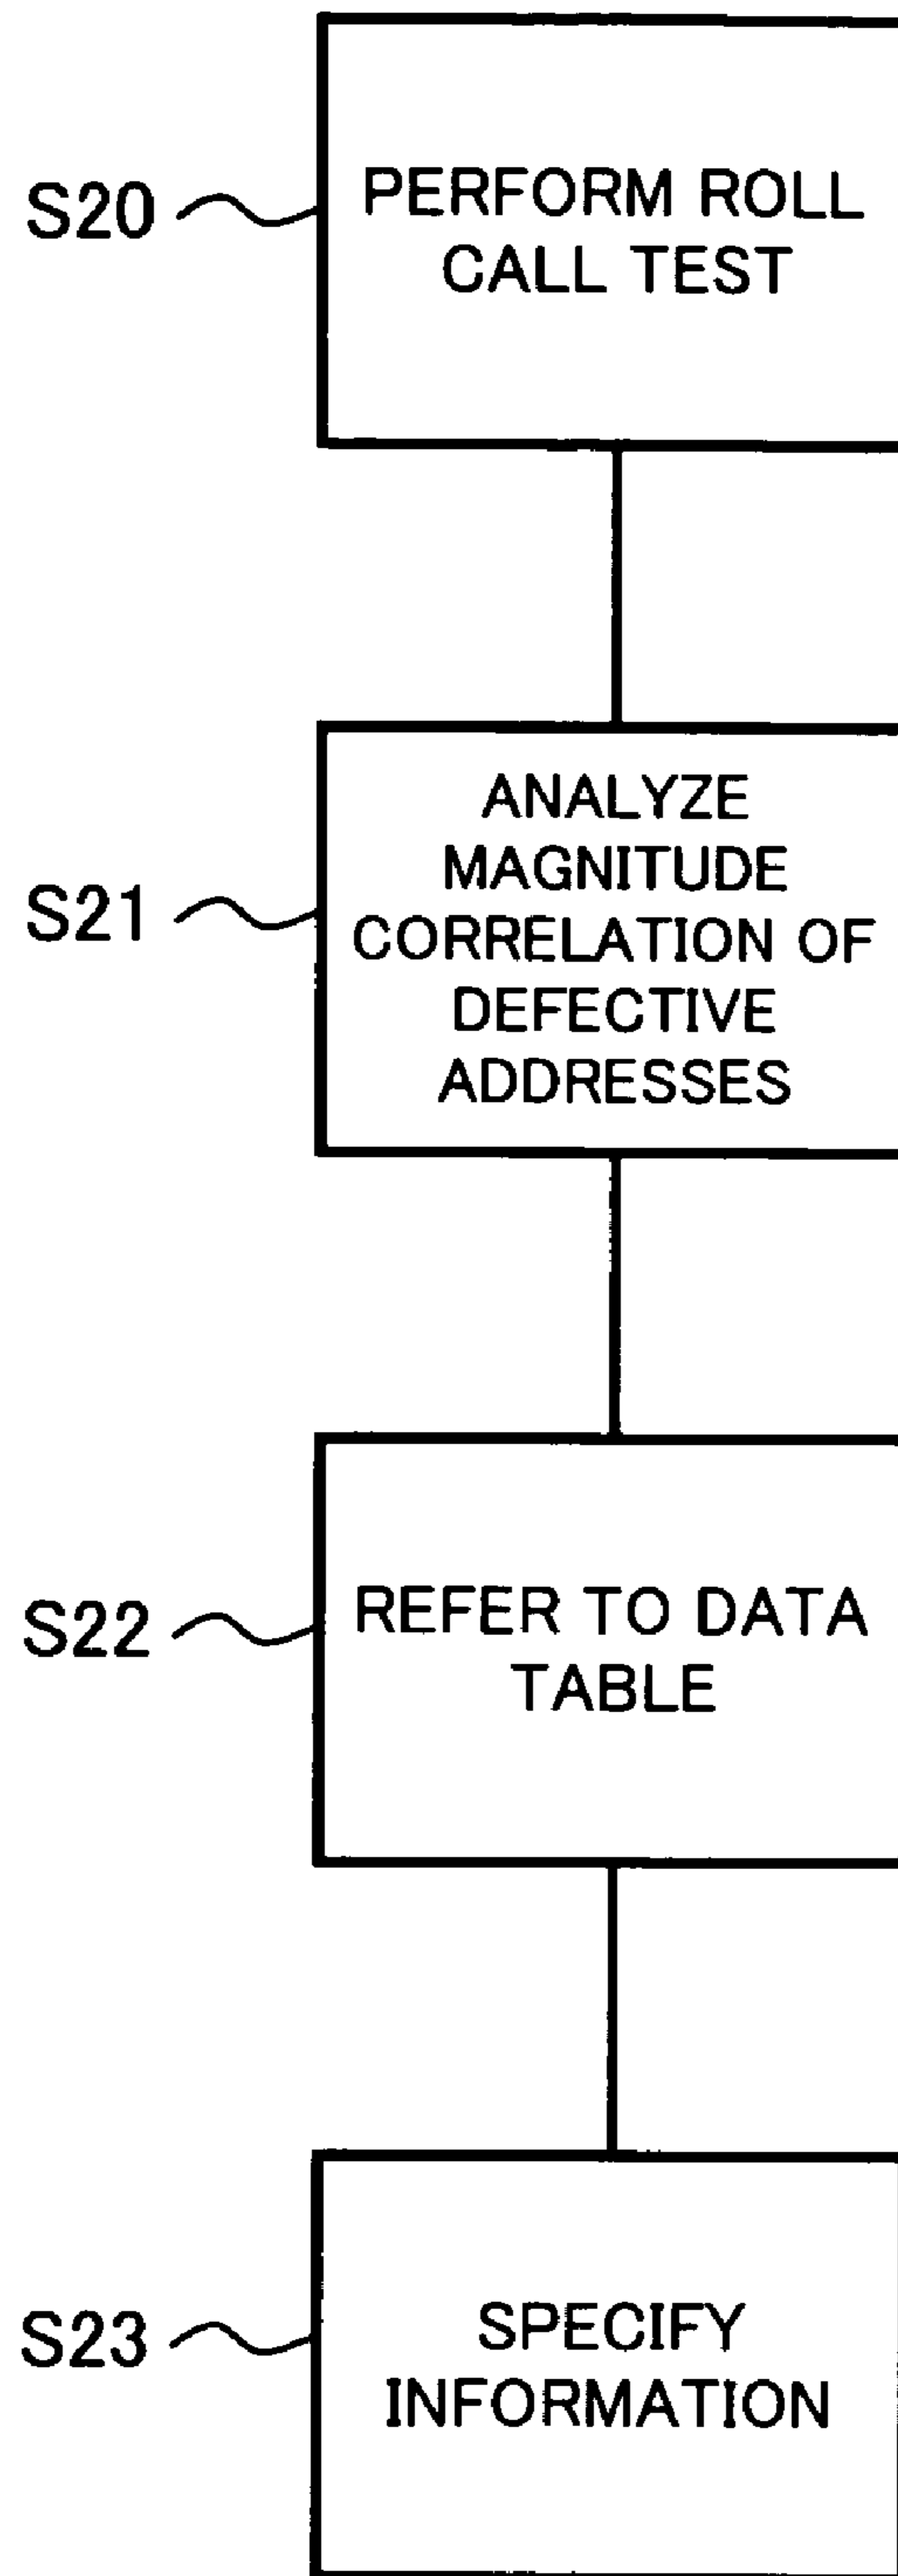 S20
PERFORM ROLL
CALL TEST
S21
ANALYZE
MAGNITUDE
CORRELATION OF
DEFECTIVE
ADDRESSES
S22
REFER TO DATA
TABLE
S23
SPECIFY
INFORMATION